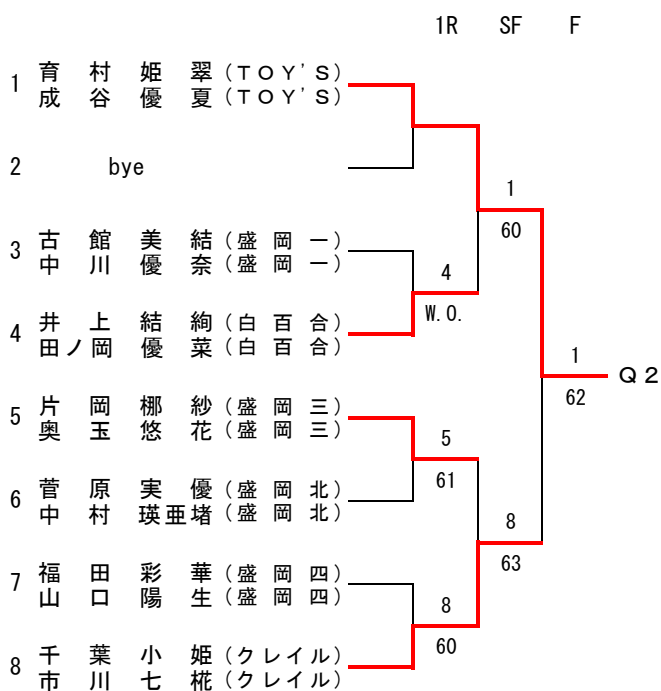 1R SF F
1 育村姫翠(TOY'S)
成谷優夏(TOY'S)
2 bye
1
60
3 古館美結(盛岡一)
中川優奈(盛岡一)
4
W.O.
4 井上結絢(白百合)
田ノ岡優菜(白百合)
1
62
Q2
5 片岡梛紗(盛岡三)
奥玉悠花(盛岡三)
5
61
6 菅原実優(盛岡北)
中村瑛亜堵(盛岡北)
8
63
7 福田彩華(盛岡四)
山口陽生(盛岡四)
8
60
8 千葉小姫(クレイル)
市川七椛(クレイル)